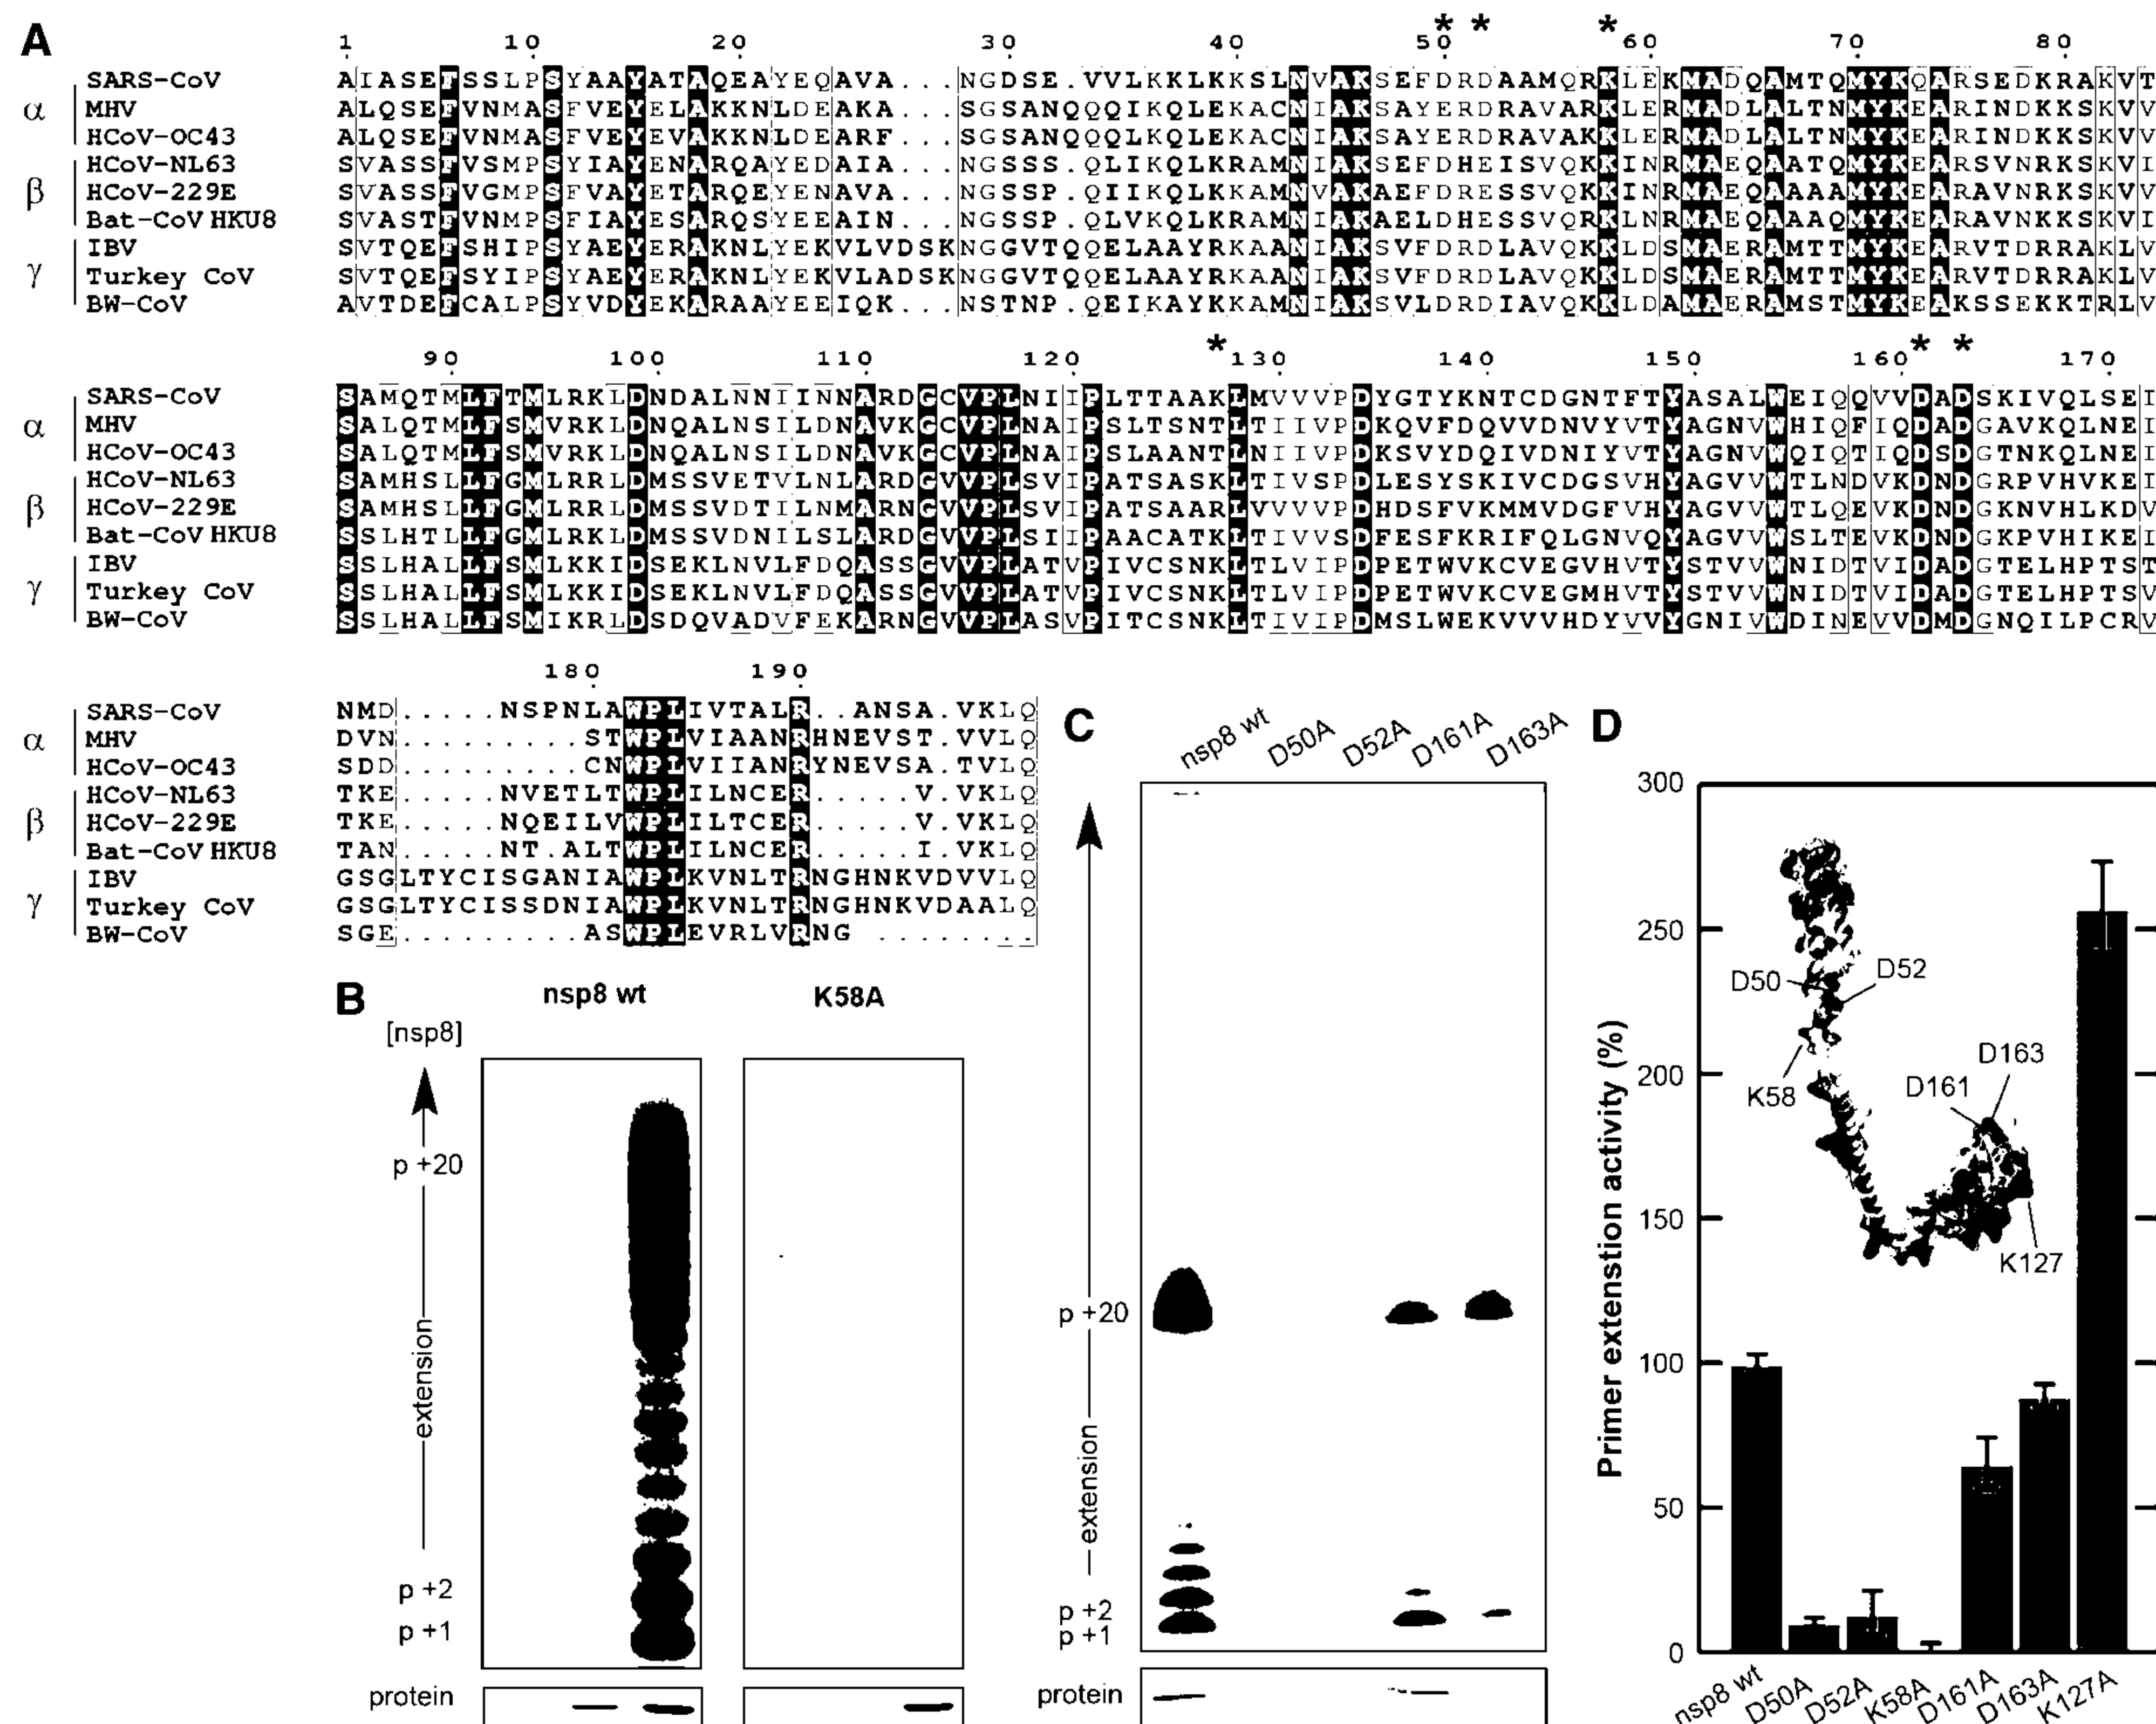 A
* * *
1 10 20 30 40 50 60 70 80
SARS-CoV AIASEFSSLPSYAAYATAQEAYEQAVA...NGDSE.VVLKKLKKSLNVAKSEFDRDAAMQRKLEKMADQAMTQMYKQARSEDKRAKVT
α MHV ALQSEFVNMASFVEYELAKKNLDEAKA...SGSANQQQIKQLEKACNIAKSAYERDRAVARKLERMADLALTNMYKEARINDKKSKVV
HCoV-OC43 ALQSEFVNMASFVEYEVAKKNLDEARF...SGSANQQQLKQLEKACNIAKSAYERDRAVAKKLERMADLALTNMYKEARINDKKSKVV
HCoV-NL63 SVASSFVSMPSYIAYENARQAYEDAIA...NGSSS.QLIKQLKRAMNIAKSEFDHEISVQKKINRMAEQAATQMYKEARSVNRKSKVI
β HCoV-229E SVASSFVGMPSFVAYETARQEYENAVA...NGSSP.QIIKQLKKAMNVAKAEFDRESSVQKKINRMAEQAAAAMYKEARAVNRKSKVV
Bat-CoV HKU8 SVASTFVNMPSFIAYESARQSYEEAIN...NGSSP.QLVKQLKRAMNIAKAELDHESSVQRKLNRMAEQAAAQMYKEARAVNKKSKVI
IBV SVTQEFSHIPSYAEYERAKNLYEKVLVDSKNGGVTQQELAAYRKAANIAKSVFDRDLAVQKKLDSMAERAMTTMYKEARVTDRRAKLV
γ Turkey CoV SVTQEFSYIPSYAEYERAKNLYEKVLADSKNGGVTQQELAAYRKAANIAKSVFDRDLAVQKKLDSMAERAMTTMYKEARVTDRRAKLV
BW-CoV AVTDEFCALPSYVDYEKARAAYEEIQK...NSTNP.QEIKAYKKAMNIAKSVLDRDIAVQKKLDAMAERAMSTMYKEAKSSEKKTRLV
* * *
90 100 110 120 130 140 150 160 170
SARS-CoV SAMQTMLFTMLRKLDNDALNNIINNARDGCVPLNIIPLTTAAKLMVVVPDYGTYKNTCDGNTFTYASALWEIQQVVDADSKIVQLSEI
α MHV SALQTMLFSMVRKLDNQALNSILDNAVKGCVPLNAIPSLTSNTLTIIVPDKQVFDQVVDNVYVTYAGNVWHIQFIQDADGAVKQLNEI
HCoV-OC43 SALQTMLFSMVRKLDNQALNSILDNAVKGCVPLNAIPSLAANTLNIIVPDKSVYDQIVDNIYVTYAGNVWQIQTIQDSDGTNKQLNEI
HCoV-NL63 SAMHSLLFGMLRRLDMSSVETVLNLARDGVVPLSVIPATSASKLTIVSPDLESYSKIVCDGSVHYAGVVWTLNDVKDNDGRPVHVKEI
β HCoV-229E SAMHSLLFGMLRRLDMSSVDTILNMARNGVVPLSVIPATSAARLVVVVPDHDSFVKMMVDGFVHYAGVVWTLQEVKDNDGKNVHLKDV
Bat-CoV HKU8 SSLHTLLFGMLRKLDMSSVDNILSLARDGVVPLSIIPAACATKLTIVVSDFESFKRIFQLGNVQYAGVVWSLTEVKDNDGKPVHIKEI
IBV SSLHALLFSMLKKIDSEKLNVLFDQASSGVVPLATVPIVCSNKLTLVIPDPETWVKCVEGVHVTYSTVVWNIDTVIDADGTELHPTST
γ Turkey CoV SSLHALLFSMLKKIDSEKLNVLFDQASSGVVPLATVPIVCSNKLTLVIPDPETWVKCVEGMHVTYSTVVWNIDTVIDADGTELHPTSV
BW-CoV SSLHALLFSMIKRLDSDQVADVFEKARNGVVPLASVPITCSNKLTIVIPDMSLWEKVVVHDYVVYGNIVWDINEVVDMDGNQILPCRV
180 190
SARS-CoV NMD.....NSPNLAWPLIVTALR..ANSA.VKLQ
α MHV DVN.........STWPLVIAANRHNEVST.VVLQ
HCoV-OC43 SDD.........CNWPLVIIANRYNEVSA.TVLQ
HCoV-NL63 TKE.....NVETLTWPLILNCER.....V.VKLQ
β HCoV-229E TKE.....NQEILVWPLILTCER.....V.VKLQ
Bat-CoV HKU8 TAN.....NT.ALTWPLILNCER.....I.VKLQ
IBV GSGLTYCISGANIAWPLKVNLTRNGHNKVDVVLQ
γ Turkey CoV GSGLTYCISSDNIAWPLKVNLTRNGHNKVDAALQ
BW-CoV SGE.........ASWPLEVRLVRNG ........
B
nsp8 wt K58A
[nsp8]
p +20
extension
p +2
p +1
protein
C
nsp8 wt D50A D52A D161A D163A
p +20
extension
p +2
p +1
protein
D
Primer extenstion activity (%)
300
250
200
150
100
50
0
D50 D52
K58
D163
D161
K127
nsp8 wt D50A D52A K58A D161A D163A K127A